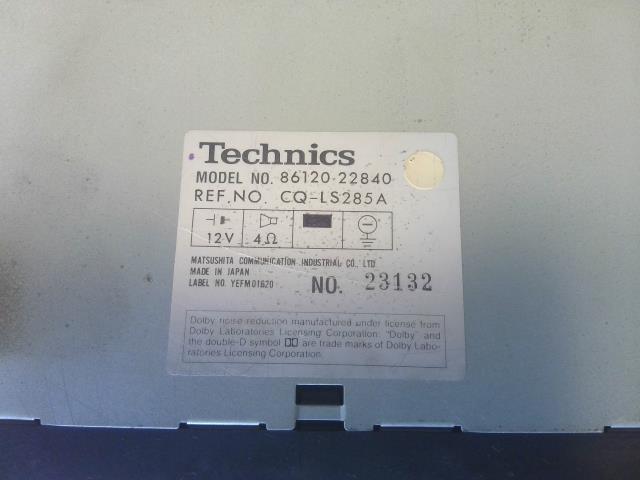 Technics
MODEL NO. 86120-22840
REF.NO. CQ-LS285A
12V 4Ω
MATSUSHITA COMMUNICATION INDUSTRIAL CO., LTD
MADE IN JAPAN
LABEL NO. YEFM01620 NO. 23132
Dolby noise reduction manufactured under license from
Dolby Laboratories Licensing Corporation. "Dolby" and
the double-D symbol are trade marks of Dolby Labo-
ratories Licensing Corporation.